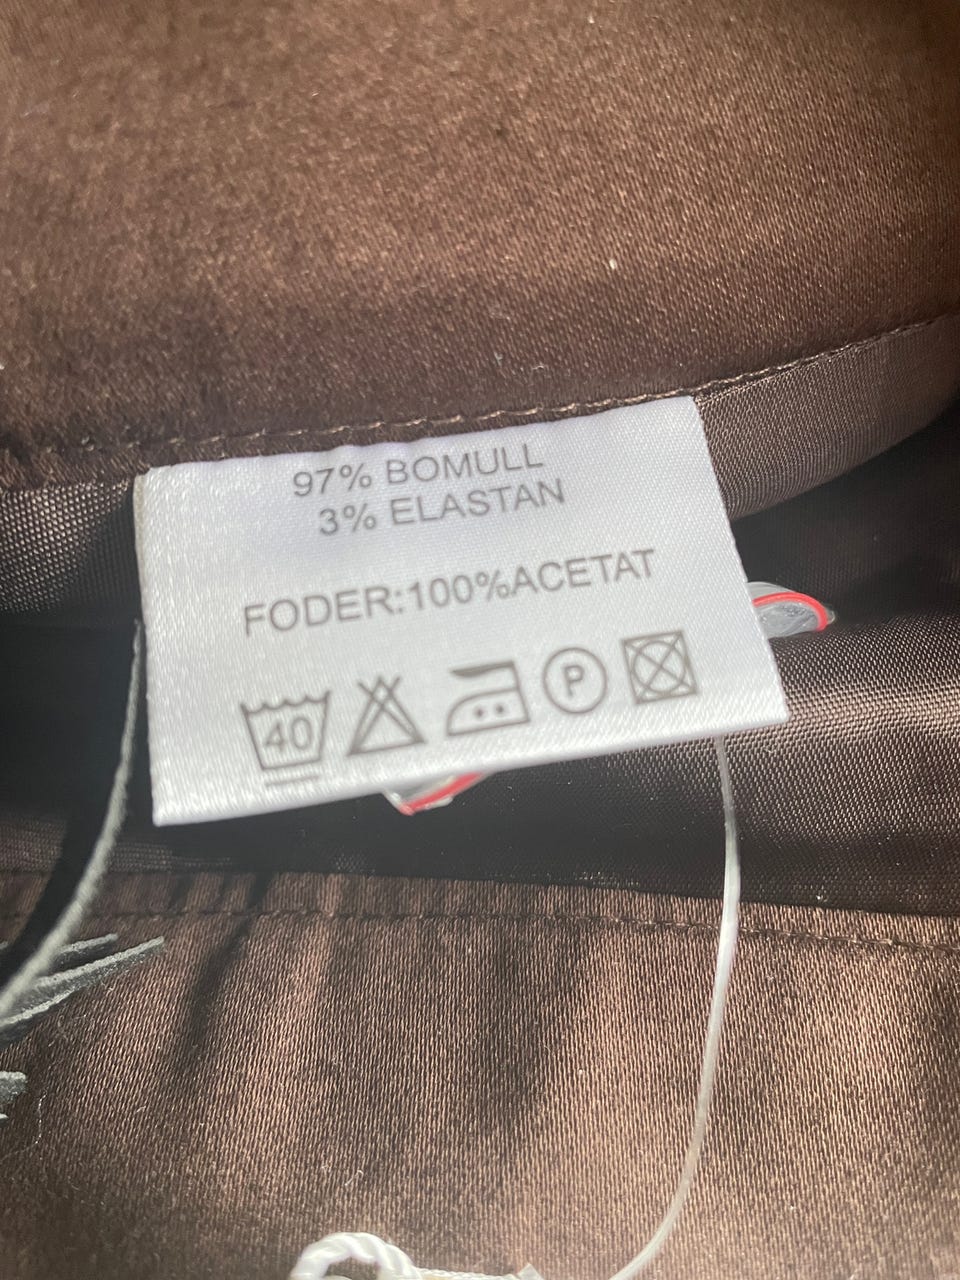 97% BOMULL
3% ELASTAN
FODER:100%ACETAT
40 P